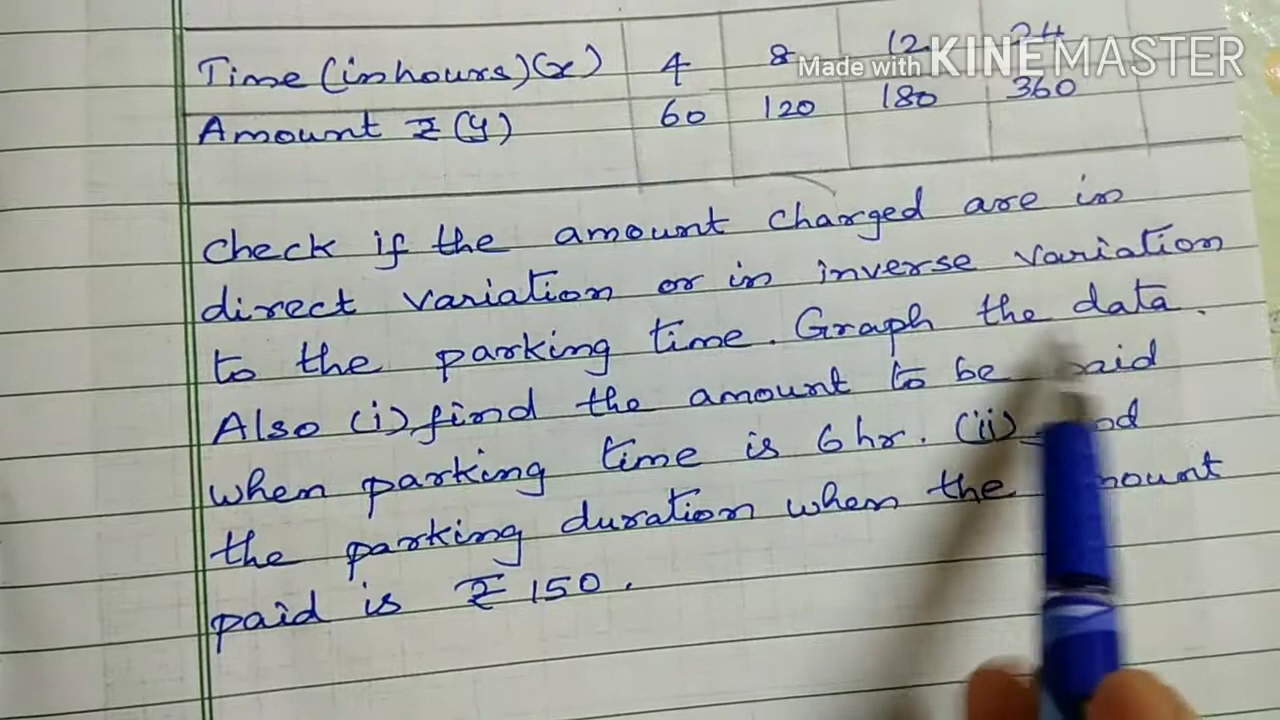 Made with KINEMASTER
Time (in hours) (x) 4 8 12 24
Amount ₹ (y) 60 120 180 360
check if the amount charged are in
direct variation or in inverse variation
to the parking time. Graph the data.
Also (i) find the amount to be paid
when parking time is 6 hr. (ii)
the parking duration when the amount
paid is ₹ 150.